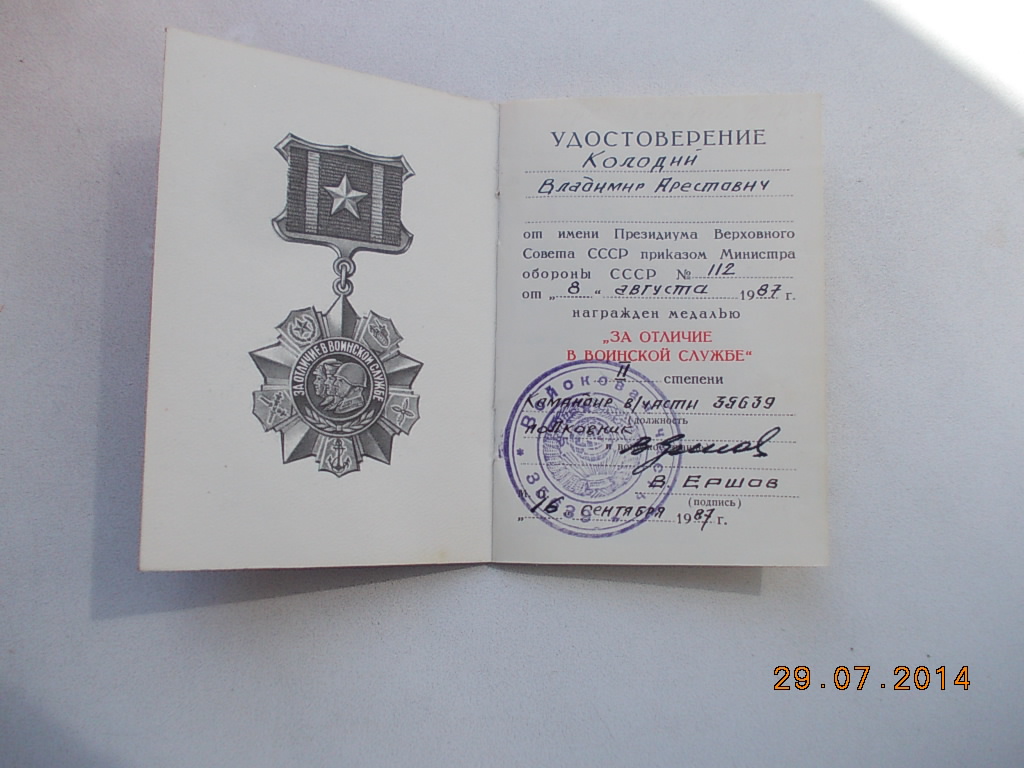 ЗА ОТЛИЧИЕ В ВОИНСКОЙ СЛУЖБЕ
УДОСТОВЕРЕНИЕ
Колодий
Владимир Арестович
от имени Президиума Верховного
Совета СССР приказом Министра
обороны СССР № 112
от „8“ августа 1987 г.
награжден медалью
„ЗА ОТЛИЧИЕ
В ВОИНСКОЙ СЛУЖБЕ“
II степени
Командир в/части
(должность
полковник
и
В. Ершов
(подпись)
„16“ сентября 1987 г.
Войсковая
29.07.2014